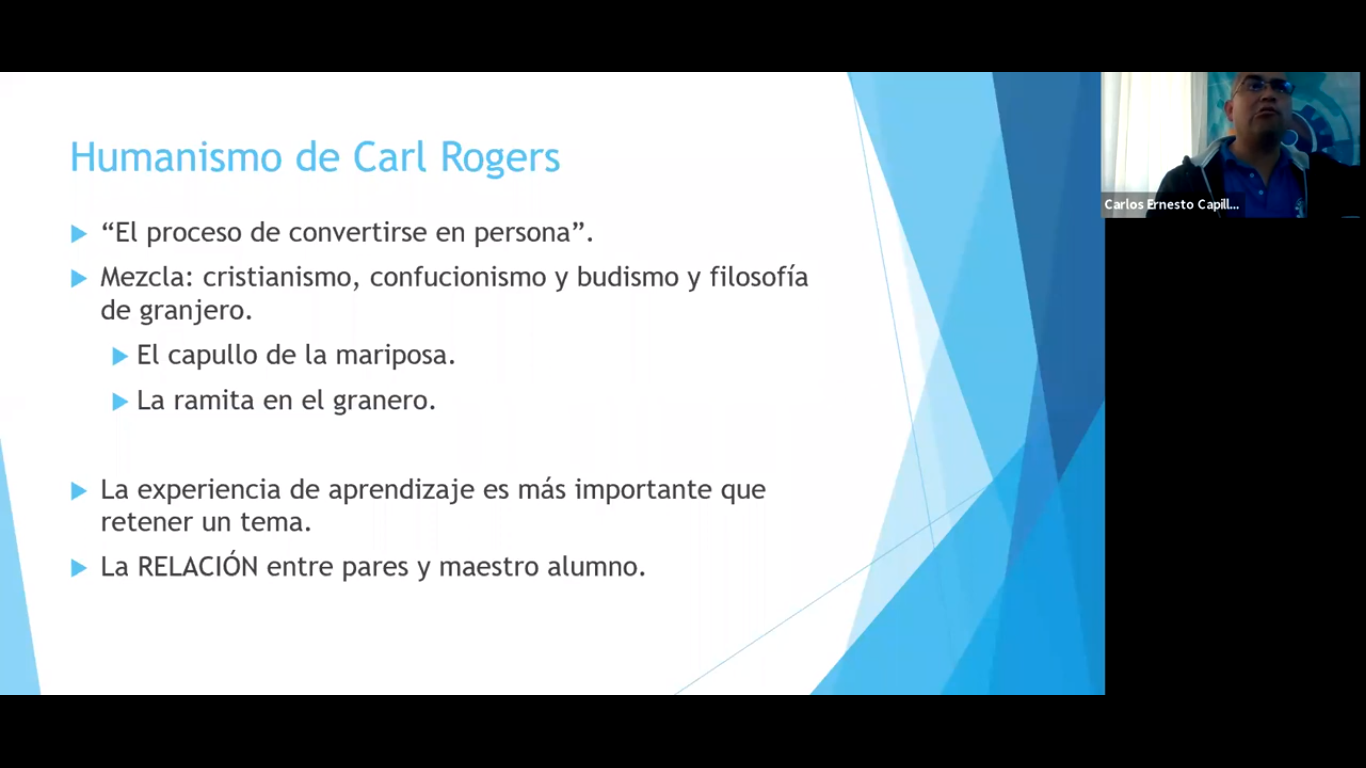 Humanismo de Carl Rogers
“El proceso de convertirse en persona”.
Mezcla: cristianismo, confucionismo y budismo y filosofía
de granjero.
El capullo de la mariposa.
La ramita en el granero.
La experiencia de aprendizaje es más importante que
retener un tema.
La RELACIÓN entre pares y maestro alumno.
Carlos Ernesto Capill...